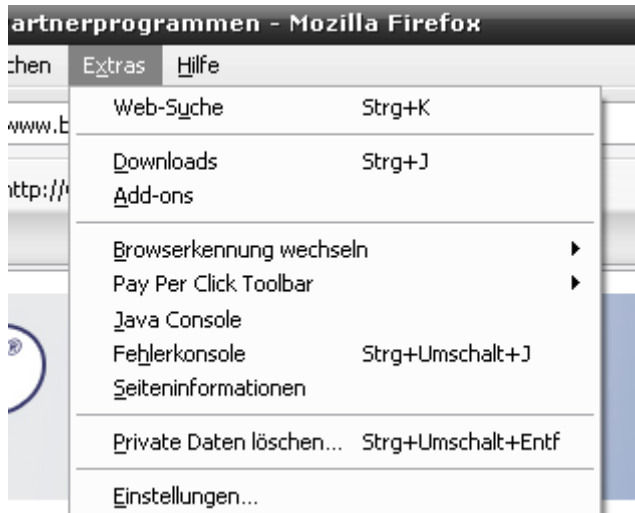 artnerprogrammen - Mozilla Firefox
chen Extras Hilfe
Web-Suche Strg+K
www.b
Downloads Strg+J
http://
Add-ons
Browserkennung wechseln
Pay Per Click Toolbar
Java Console
®
Fehlerkonsole Strg+Umschalt+J
Seiteninformationen
Private Daten löschen... Strg+Umschalt+Entf
Einstellungen...